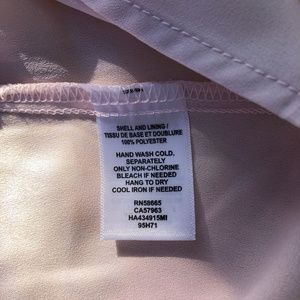 SHELL AND LINING /
TISSU DE BASE ET DOUBLURE
100% POLYESTER
HAND WASH COLD,
SEPARATELY
ONLY NON-CHLORINE
BLEACH IF NEEDED
HANG TO DRY
COOL IRON IF NEEDED
RN58665
CA57963
HA434915MI
95H71